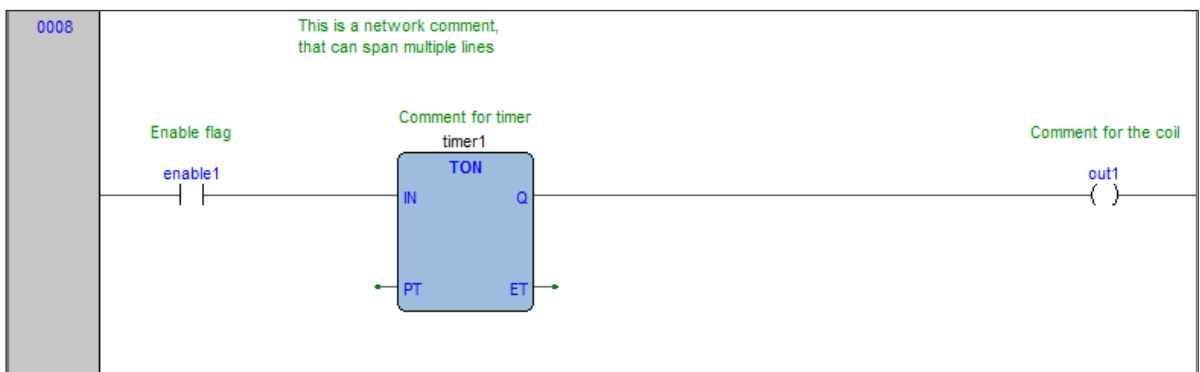 0008
This is a network comment,
that can span multiple lines
Comment for timer
Enable flag
timer1
Comment for the coil
enable1
TON
out1
IN Q
PT ET